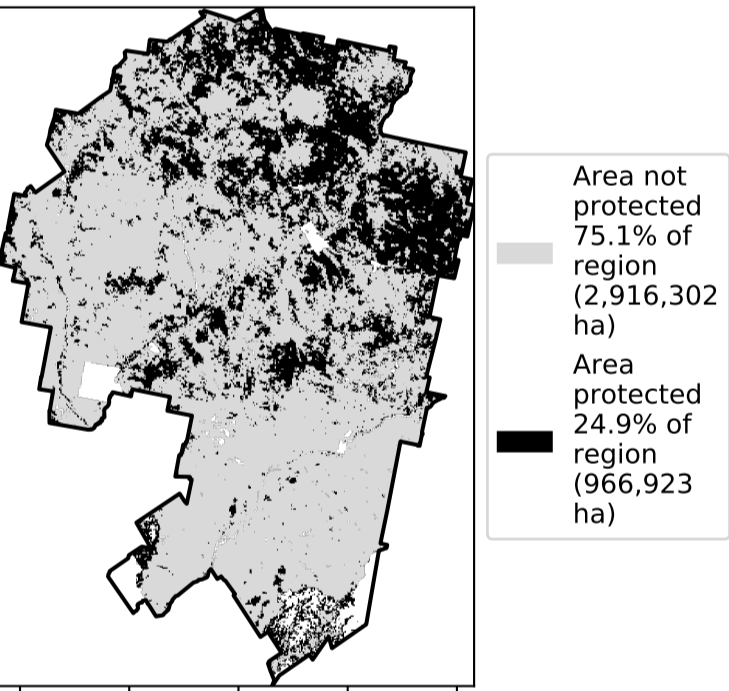 Area not
protected
75.1% of
region
(2,916,302
ha)
Area
protected
24.9% of
region
(966,923
ha)